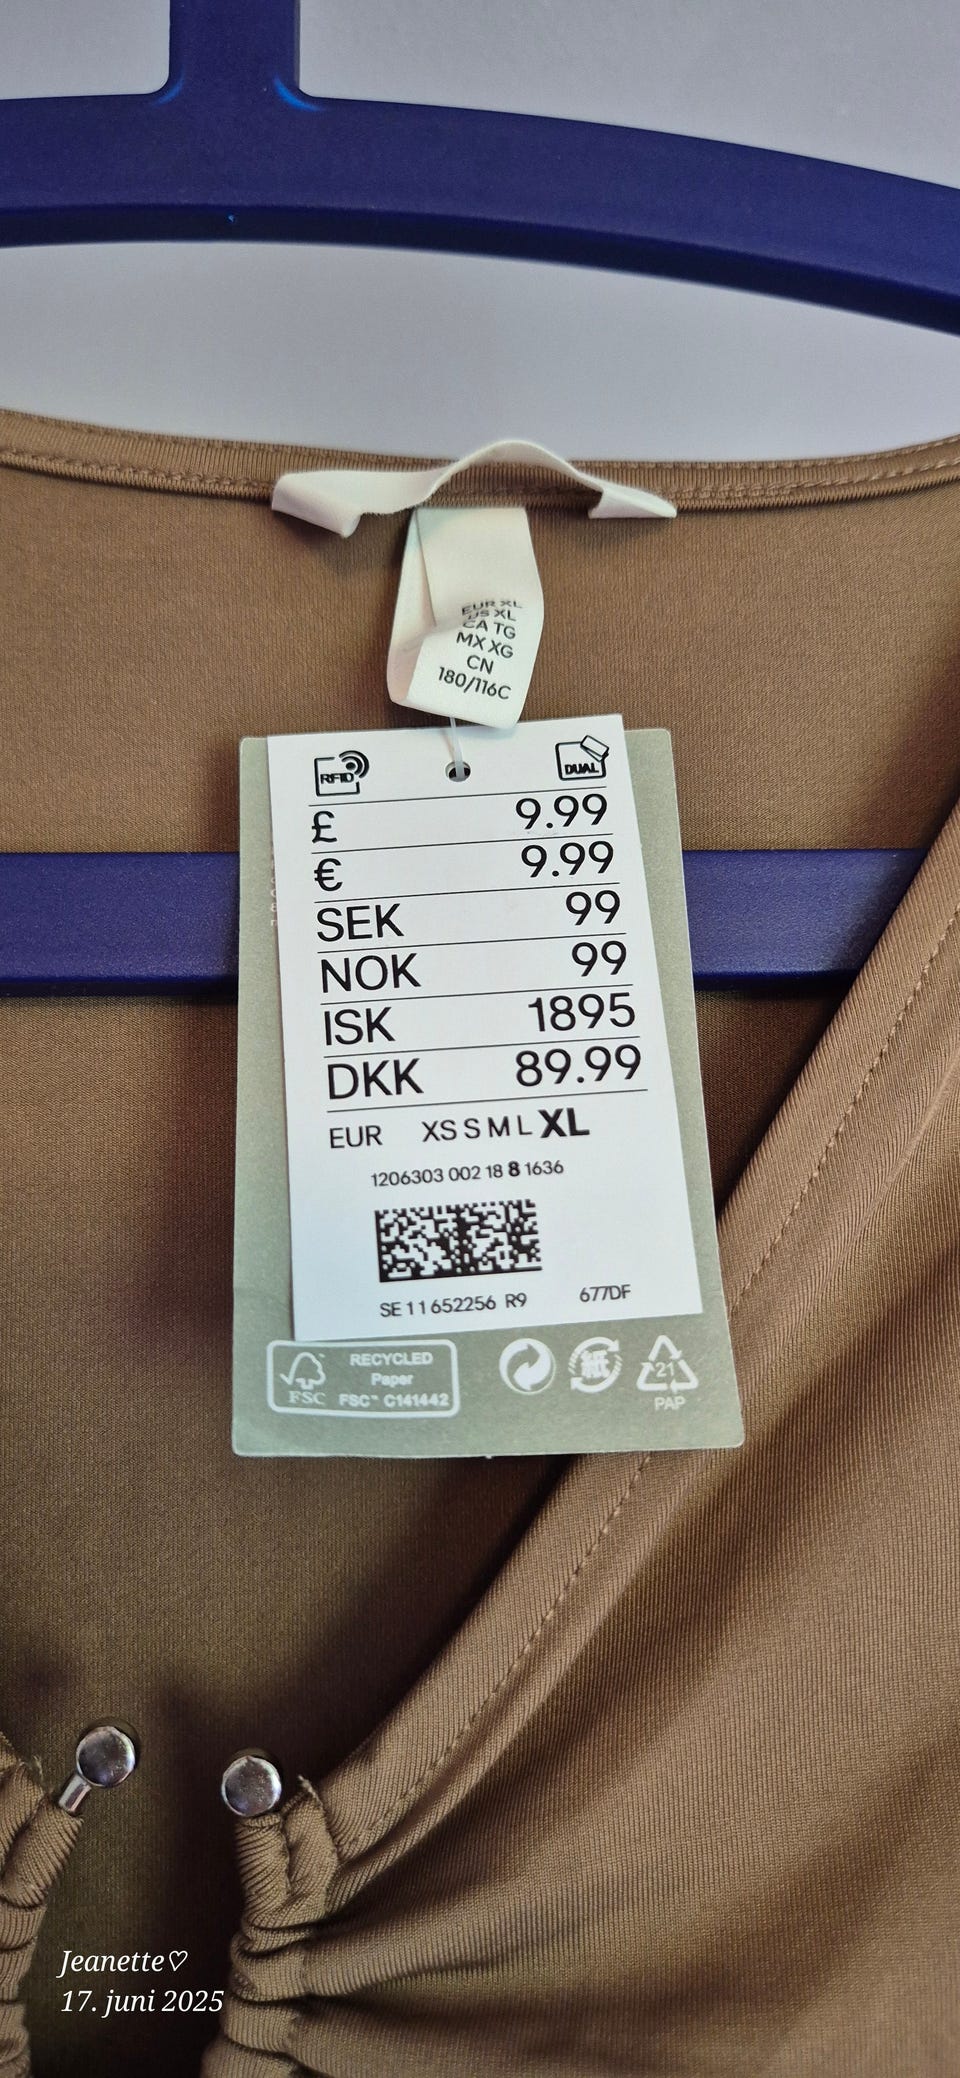 EUR XL
US XL
CA TG
MX XG
CN
180/116C
RFID DUAL
£ 9.99
€ 9.99
SEK 99
NOK 99
ISK 1895
DKK 89.99
EUR XS S M L XL
1206303 002 18 8 1636
SE 11 652256 R9 677DF
FSC™ RECYCLED
Paper
FSC™ C141442
紙
21
PAP
Jeanette♡
17. juni 2025